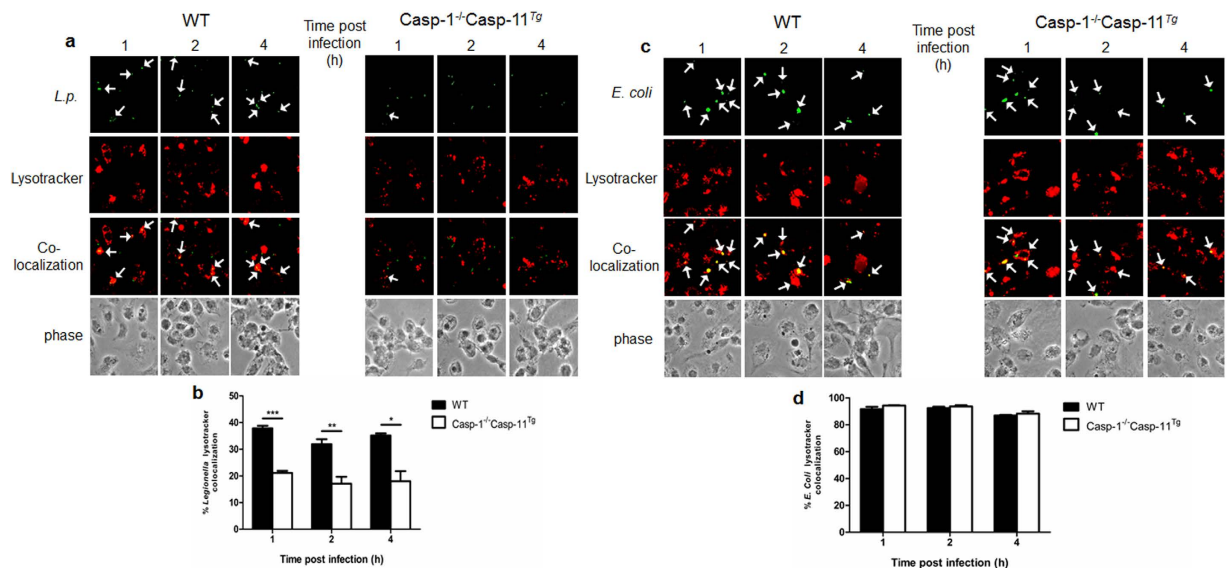 WT
Time post
infection
(h)
Casp-1-/-Casp-11Tg
a
1
2
4
1
2
4
L.p.
Lysotracker
Co-
localization
phase
b
% Legionella lysotracker
colocalization
50
40
30
20
10
0
***
**
*
WT
Casp-1-/-Casp-11Tg
1
2
4
Time post infection (h)
WT
Time post
infection
(h)
Casp-1-/-Casp-11Tg
c
1
2
4
1
2
4
E. coli
Lysotracker
Co-
localization
phase
d
% E. Coli lysotracker
colocalization
100
80
60
40
20
0
WT
Casp-1-/-Casp-11Tg
1
2
4
Time post infection (h)